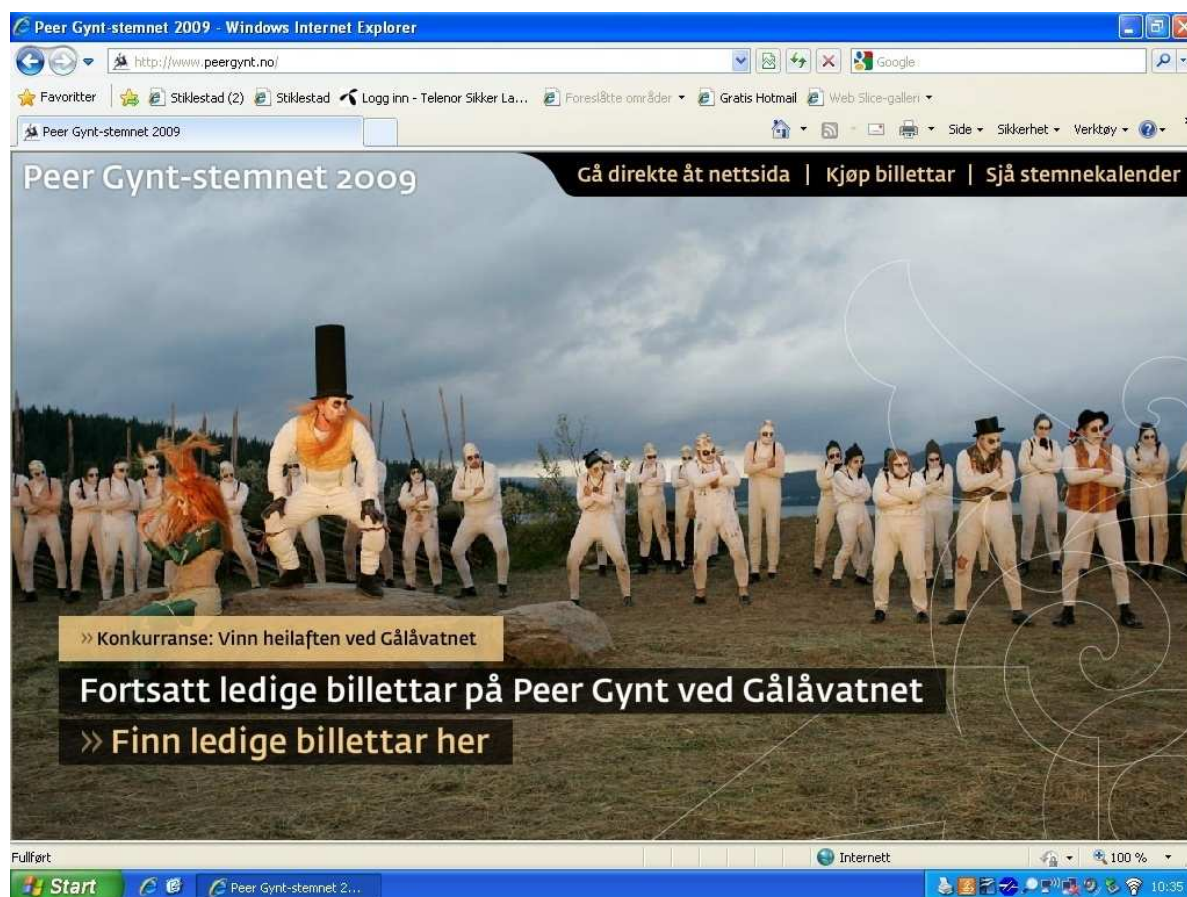 Peer Gynt-stemnet 2009 - Windows Internet Explorer
http://www.peergynt.no/
Google
Favoritter Stiklestad (2) Stiklestad Logg inn - Telenor Sikker La... Foreslåtte områder Gratis Hotmail Web Slice-galleri
Peer Gynt-stemnet 2009 Side Sikkerhet Verktøy
Peer Gynt-stemnet 2009
Gå direkte åt nettsida | Kjøp billettar | Sjå stemnekalender
» Konkurranse: Vinn heilaften ved Gålåvatnet
Fortsatt ledige billettar på Peer Gynt ved Gålåvatnet
» Finn ledige billettar her
Fullført Internett 100 %
Start Peer Gynt-stemnet 2... 10:35